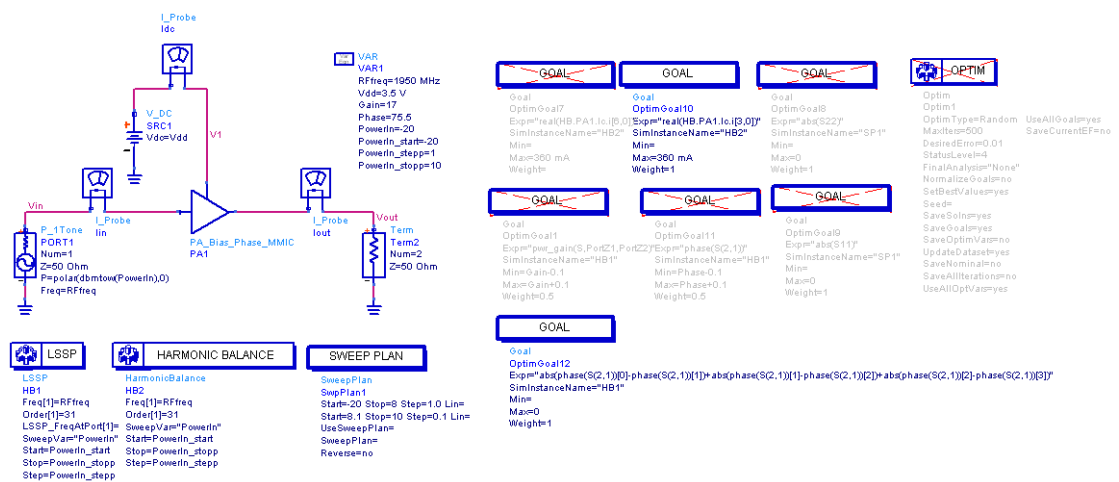 I_Probe
Idc
V_DC
SRC1
Vdc=Vdd
V1
VAR
VAR1
RFfreq=1950 MHz
Vdd=3.5 V
Gain=17
Phase=75.5
PowerIn=-20
PowerIn_start=-20
PowerIn_stepp=1
PowerIn_stopp=10
Vin
I_Probe
Iin
PA_Bias_Phase_MMIC
PA1
I_Probe
Iout
Vout
P_1Tone
PORT1
Num=1
Z=50 Ohm
P=polar(dbmtow(PowerIn),0)
Freq=RFfreq
Term
Term2
Num=2
Z=50 Ohm
LSSP
LSSP
HB1
Freq[1]=RFfreq
Order[1]=31
LSSP_FreqAtPort[1]=
SweepVar="PowerIn"
Start=PowerIn_start
Stop=PowerIn_stopp
Step=PowerIn_stepp
HARMONIC BALANCE
HarmonicBalance
HB2
Freq[1]=RFfreq
Order[1]=31
SweepVar="PowerIn"
Start=PowerIn_start
Stop=PowerIn_stopp
Step=PowerIn_stepp
SWEEP PLAN
SweepPlan
SwpPlan1
Start=-20 Stop=8 Step=1.0 Lin=
Start=8.1 Stop=10 Step=0.1 Lin=
UseSweepPlan=
SweepPlan=
Reverse=no
GOAL
Goal
OptimGoal7
Expr="real(HB.PA1.Ic.i[6,0]
SimInstanceName="HB2"
Min=
Max=360 mA
Weight=
GOAL
Goal
OptimGoal10
Expr="real(HB.PA1.Ic.i[3,0])"
SimInstanceName="HB2"
Min=
Max=360 mA
Weight=1
GOAL
Goal
OptimGoal8
Expr="abs(S22)"
SimInstanceName="SP1"
Min=
Max=0
Weight=1
OPTIM
Optim
Optim1
OptimType=Random UseAllGoals=yes
MaxIters=500 SaveCurrentEF=no
DesiredError=0.01
StatusLevel=4
FinalAnalysis="None"
NormalizeGoals=no
SetBestValues=yes
Seed=
SaveSolns=yes
SaveGoals=yes
SaveOptimVars=no
UpdateDataset=yes
SaveNominal=no
SaveAllIterations=no
UseAllOptVars=yes
GOAL
Goal
OptimGoal1
Expr="pwr_gain(S,PortZ1,PortZ2)"
SimInstanceName="HB1"
Min=Gain-0.1
Max=Gain+0.1
Weight=0.5
GOAL
Goal
OptimGoal11
Expr="phase(S(2,1))"
SimInstanceName="HB1"
Min=Phase-0.1
Max=Phase+0.1
Weight=0.5
GOAL
Goal
OptimGoal9
Expr="abs(S11)"
SimInstanceName="SP1"
Min=
Max=0
Weight=1
GOAL
Goal
OptimGoal12
Expr="abs(phase(S(2,1))[0]-phase(S(2,1))[1])+abs(phase(S(2,1))[1]-phase(S(2,1))[2])+abs(phase(S(2,1))[2]-phase(S(2,1))[3])"
SimInstanceName="HB1"
Min=
Max=0
Weight=1